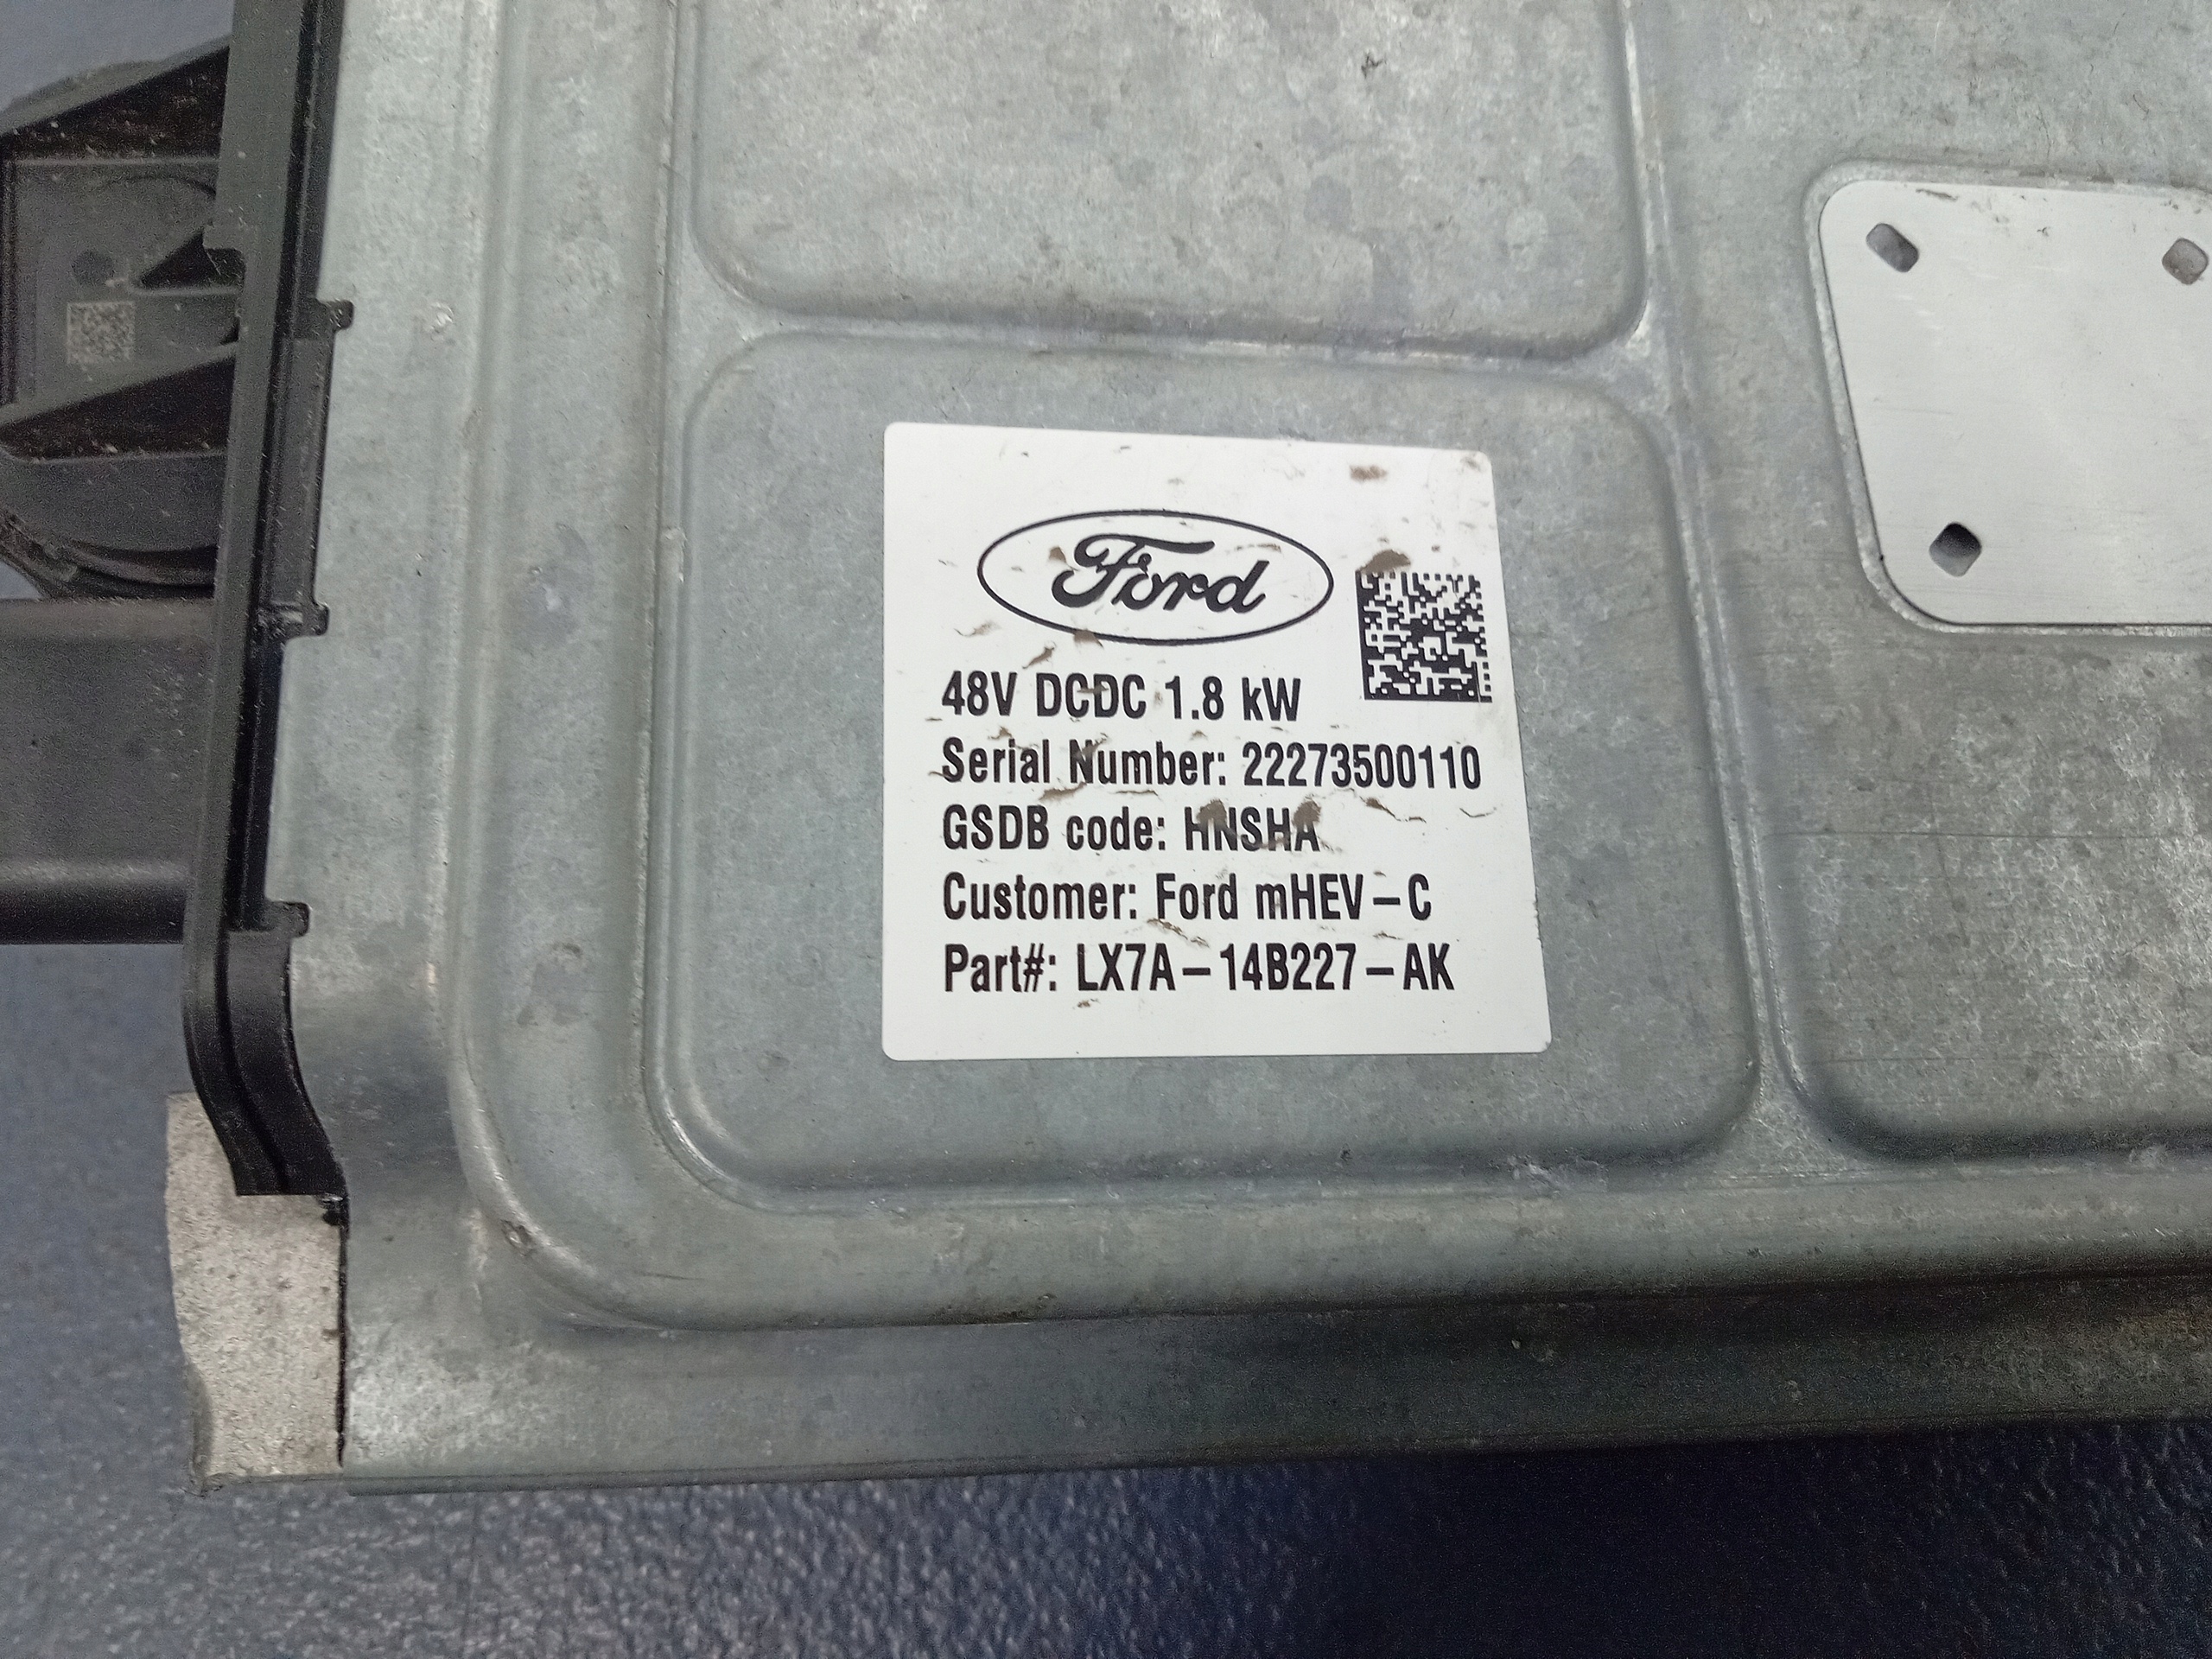 Ford
48V DCDC 1.8 kW
Serial Number: 22273500110
GSDB code: HNSHA
Customer: Ford mHEV-C
Part#: LX7A-14B227-AK